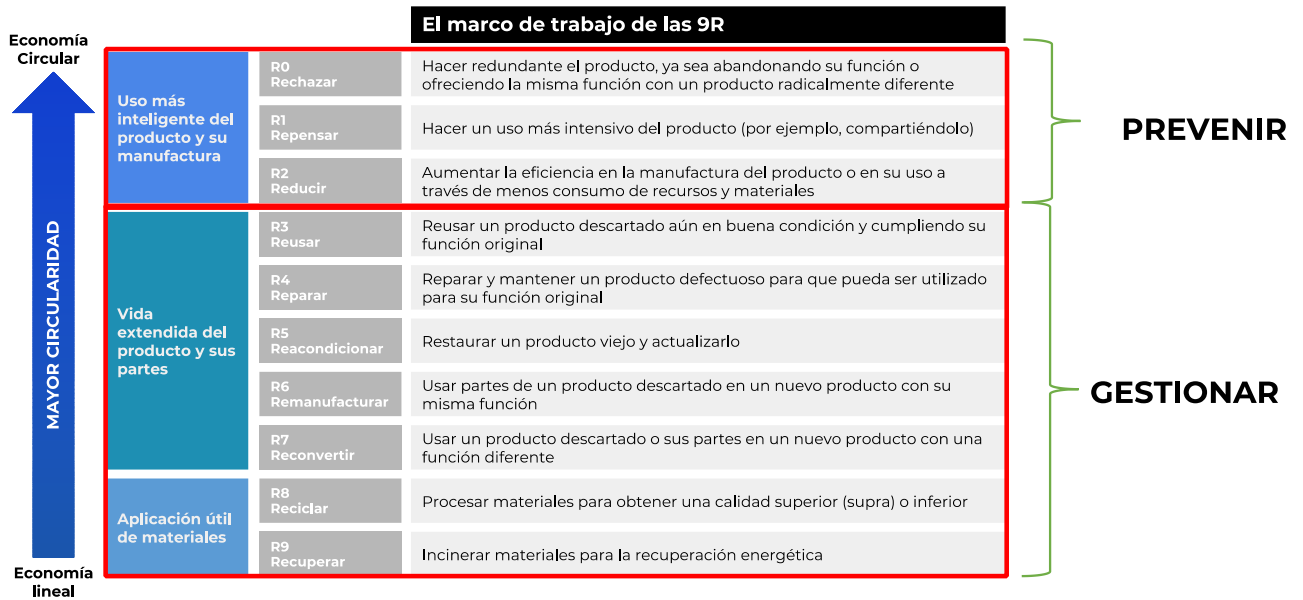 El marco de trabajo de las 9R
Economía
Circular
MAYOR CIRCULARIDAD
Economía
lineal
Uso más
inteligente del
producto y su
manufactura
R0
Rechazar
Hacer redundante el producto, ya sea abandonando su función o
ofreciendo la misma función con un producto radicalmente diferente
R1
Repensar
Hacer un uso más intensivo del producto (por ejemplo, compartiéndolo)
R2
Reducir
Aumentar la eficiencia en la manufactura del producto o en su uso a
través de menos consumo de recursos y materiales
PREVENIR
Vida
extendida del
producto y sus
partes
R3
Reusar
Reusar un producto descartado aún en buena condición y cumpliendo su
función original
R4
Reparar
Reparar y mantener un producto defectuoso para que pueda ser utilizado
para su función original
R5
Reacondicionar
Restaurar un producto viejo y actualizarlo
R6
Remanufacturar
Usar partes de un producto descartado en un nuevo producto con su
misma función
R7
Reconvertir
Usar un producto descartado o sus partes en un nuevo producto con una
función diferente
GESTIONAR
Aplicación útil
de materiales
R8
Reciclar
Procesar materiales para obtener una calidad superior (supra) o inferior
R9
Recuperar
Incinerar materiales para la recuperación energética